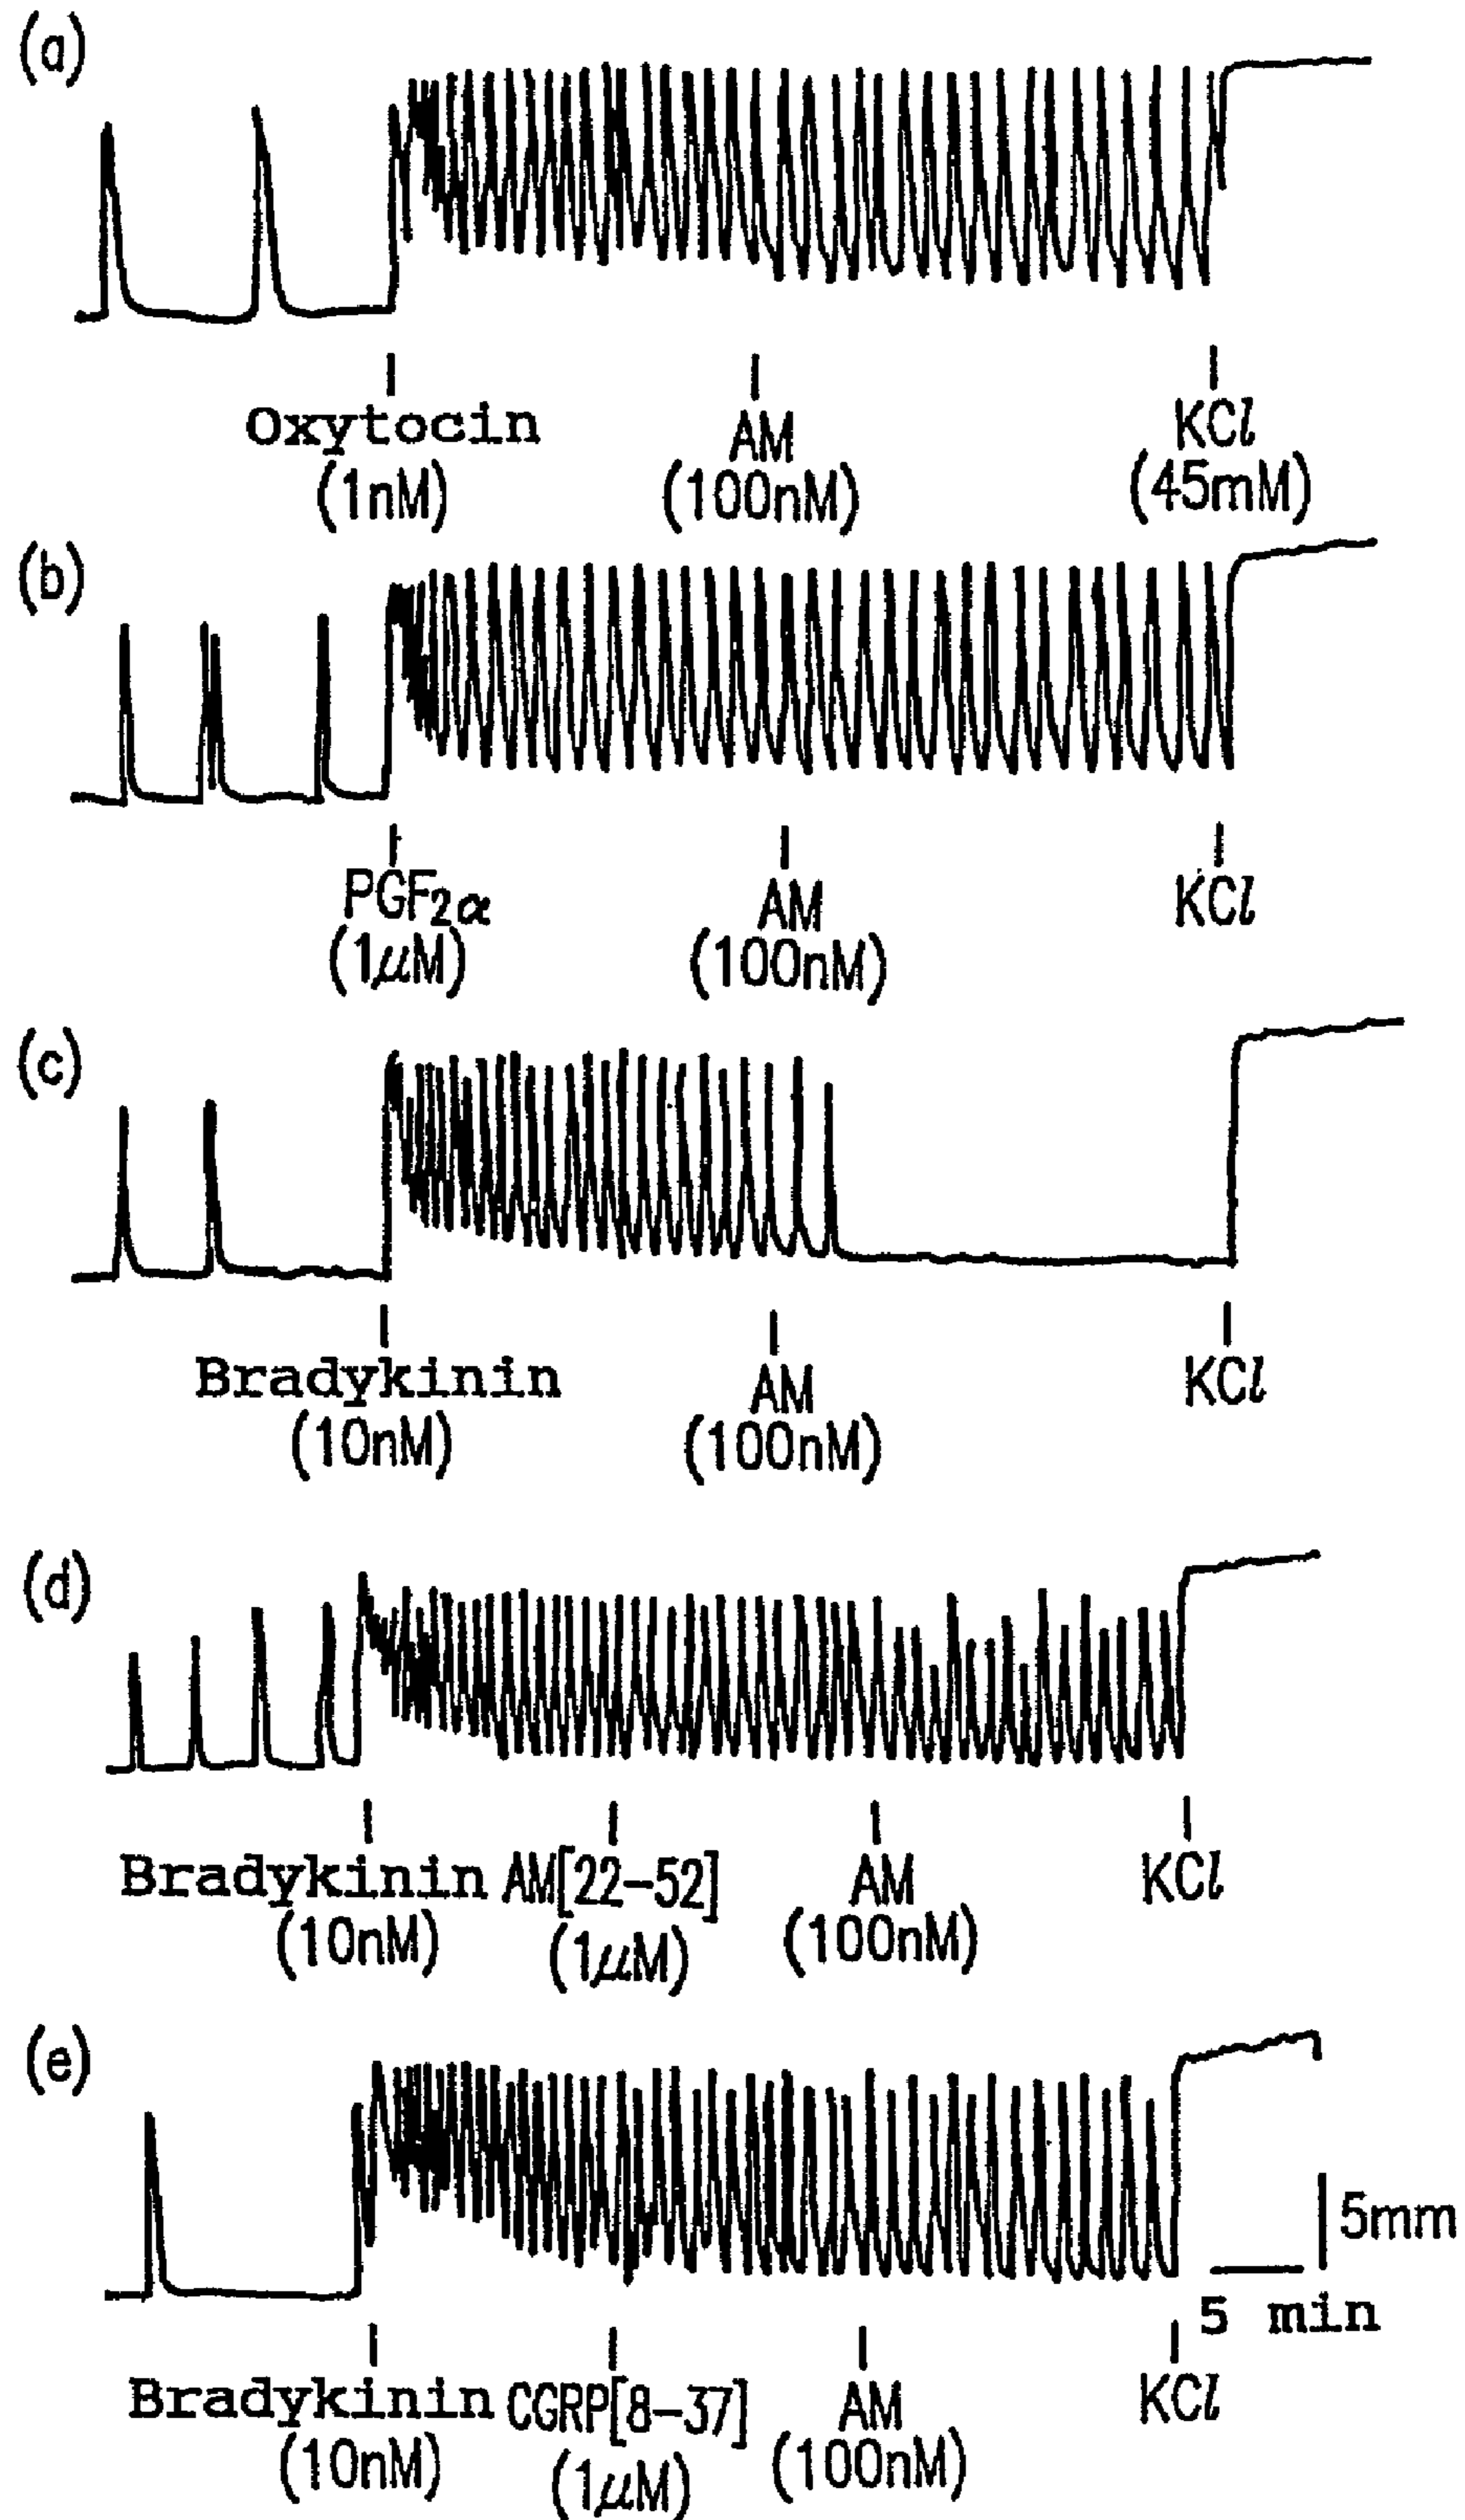 (a)
Oxytocin AM KCl
(1nM) (100nM) (45mM)
(b)
PGF2α AM KCl
(1μM) (100nM)
(c)
Bradykinin AM KCl
(10nM) (100nM)
(d)
Bradykinin AM[22-52] AM KCl
(10nM) (1μM) (100nM)
(e)
5mm
5 min
Bradykinin CGRP[8-37] AM KCl
(10nM) (1μM) (100nM)